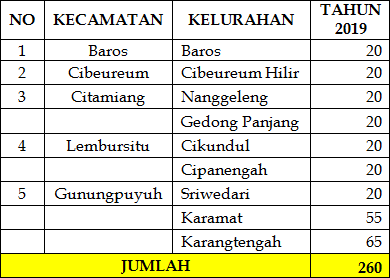 NO KECAMATAN KELURAHAN TAHUN 2019
1 Baros Baros 20
2 Cibeureum Cibeureum Hilir 20
3 Citamiang Nanggeleng 20
Gedong Panjang 20
4 Lembursitu Cikundul 20
Cipanengah 20
5 Gunungpuyuh Sriwedari 20
Karamat 55
Karangtengah 65
JUMLAH 260